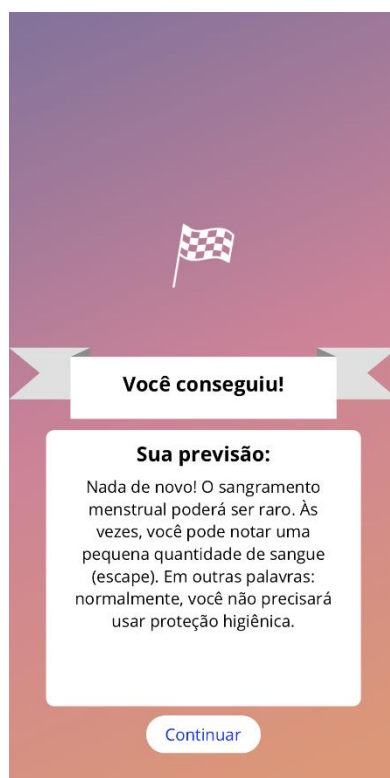 Você conseguiu!
Sua previsão:
Nada de novo! O sangramento
menstrual poderá ser raro. Às
vezes, você pode notar uma
pequena quantidade de sangue
(escape). Em outras palavras:
normalmente, você não precisará
usar proteção higiênica.
Continuar